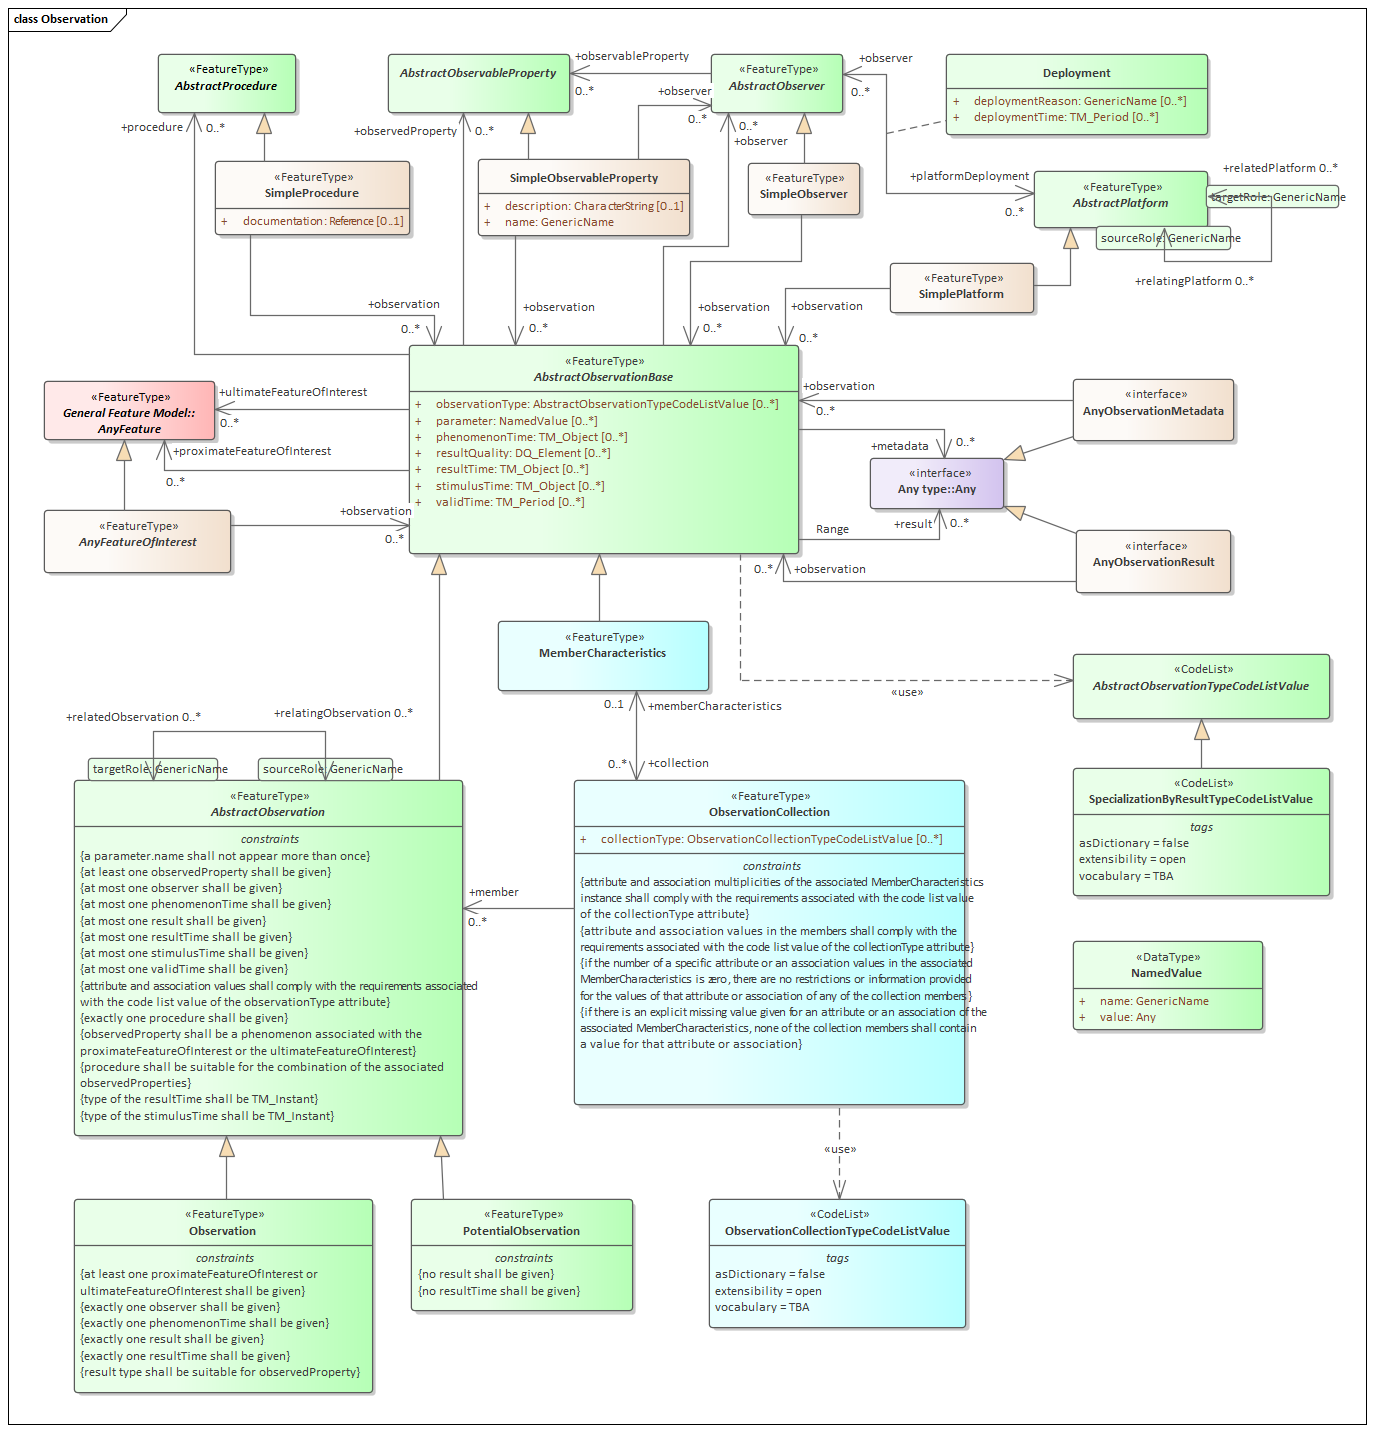 class Observation
«FeatureType»
AbstractProcedure
AbstractObservableProperty
+observableProperty
0..*
«FeatureType»
AbstractObserver
+observer
0..*
Deployment
+ deploymentReason: GenericName [0..*]
+ deploymentTime: TM_Period [0..*]
+procedure
0..*
+observedProperty
0..*
+observer
0..*
0..*
+observer
«FeatureType»
SimpleProcedure
+ documentation: Reference [0..1]
SimpleObservableProperty
+ description: CharacterString [0..1]
+ name: GenericName
«FeatureType»
SimpleObserver
+platformDeployment
0..*
«FeatureType»
AbstractPlatform
+relatedPlatform 0..*
targetRole: GenericName
sourceRole: GenericName
+relatingPlatform 0..*
«FeatureType»
SimplePlatform
+observation
0..*
+observation
0..*
+observation
0..*
+observation
0..*
«FeatureType»
AbstractObservationBase
+ observationType: AbstractObservationTypeCodeListValue [0..*]
+ parameter: NamedValue [0..*]
+ phenomenonTime: TM_Object [0..*]
+ resultQuality: DQ_Element [0..*]
+ resultTime: TM_Object [0..*]
+ stimulusTime: TM_Object [0..*]
+ validTime: TM_Period [0..*]
«FeatureType»
General Feature Model::
AnyFeature
+ultimateFeatureOfInterest
0..*
+proximateFeatureOfInterest
0..*
«FeatureType»
AnyFeatureOfInterest
+observation
0..*
+observation
0..*
«interface»
AnyObservationMetadata
+metadata
0..*
«interface»
Any type::Any
Range
+result
0..*
«interface»
AnyObservationResult
0..*
+observation
«FeatureType»
MemberCharacteristics
0..1
+memberCharacteristics
0..*
+collection
«use»
«CodeList»
AbstractObservationTypeCodeListValue
«CodeList»
SpecializationByResultTypeCodeListValue
tags
asDictionary = false
extensibility = open
vocabulary = TBA
+relatedObservation 0..*
+relatingObservation 0..*
targetRole: GenericName
sourceRole: GenericName
«FeatureType»
AbstractObservation
constraints
{a parameter.name shall not appear more than once}
{at least one observedProperty shall be given}
{at most one observer shall be given}
{at most one phenomenonTime shall be given}
{at most one result shall be given}
{at most one resultTime shall be given}
{at most one stimulusTime shall be given}
{at most one validTime shall be given}
{attribute and association values shall comply with the requirements associated
with the code list value of the observationType attribute}
{exactly one procedure shall be given}
{observedProperty shall be a phenomenon associated with the
proximateFeatureOfInterest or the ultimateFeatureOfInterest}
{procedure shall be suitable for the combination of the associated
observedProperties}
{type of the resultTime shall be TM_Instant}
{type of the stimulusTime shall be TM_Instant}
+member
0..*
«FeatureType»
ObservationCollection
+ collectionType: ObservationCollectionTypeCodeListValue [0..*]
constraints
{attribute and association multiplicities of the associated MemberCharacteristics
instance shall comply with the requirements associated with the code list value
of the collectionType attribute}
{attribute and association values in the members shall comply with the
requirements associated with the code list value of the collectionType attribute}
{if the number of a specific attribute or an association values in the associated
MemberCharacteristics is zero, there are no restrictions or information provided
for the values of that attribute or association of any of the collection members}
{if there is an explicit missing value given for an attribute or an association of the
associated MemberCharacteristics, none of the collection members shall contain
a value for that attribute or association}
«DataType»
NamedValue
+ name: GenericName
+ value: Any
«use»
«FeatureType»
Observation
constraints
{at least one proximateFeatureOfInterest or
ultimateFeatureOfInterest shall be given}
{exactly one observer shall be given}
{exactly one phenomenonTime shall be given}
{exactly one result shall be given}
{exactly one resultTime shall be given}
{result type shall be suitable for observedProperty}
«FeatureType»
PotentialObservation
constraints
{no result shall be given}
{no resultTime shall be given}
«CodeList»
ObservationCollectionTypeCodeListValue
tags
asDictionary = false
extensibility = open
vocabulary = TBA